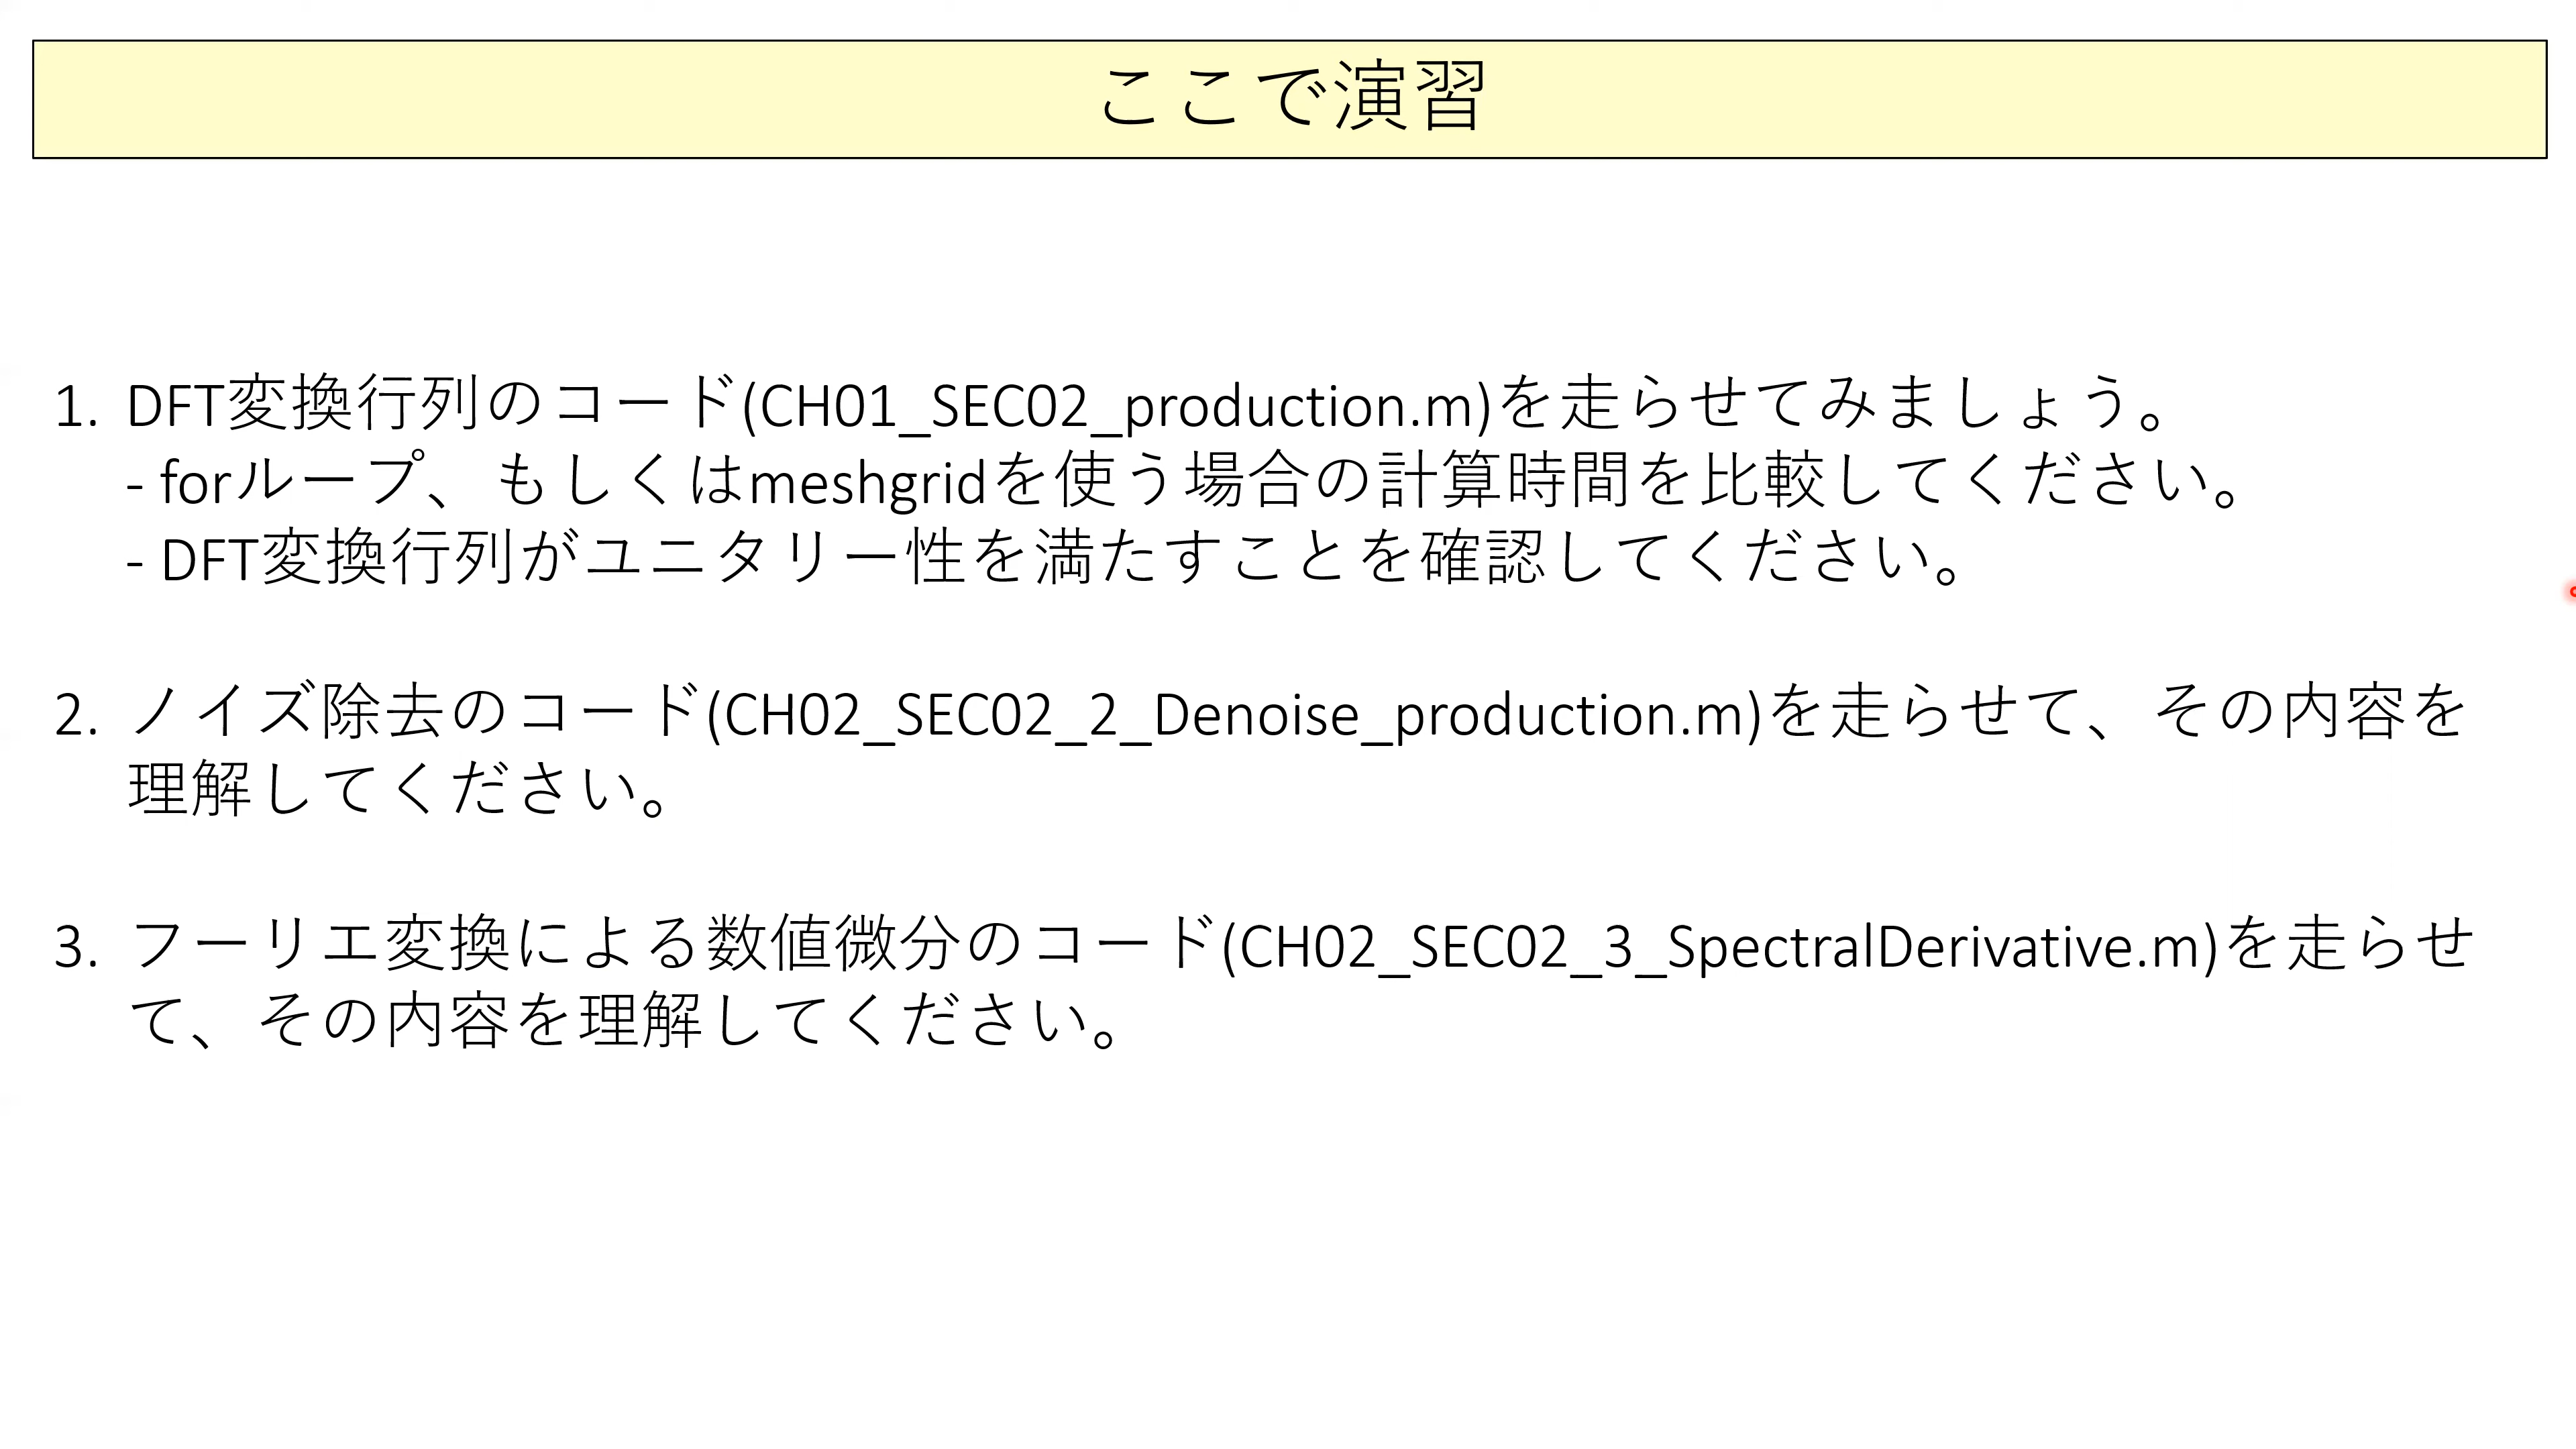 ここで演習
1. DFT変換行列のコード(CH01_SEC02_production.m)を走らせてみましょう。
- forループ、もしくはmeshgridを使う場合の計算時間を比較してください。
- DFT変換行列がユニタリー性を満たすことを確認してください。
2. ノイズ除去のコード(CH02_SEC02_2_Denoise_production.m)を走らせて、その内容を
理解してください。
3. フーリエ変換による数値微分のコード(CH02_SEC02_3_SpectralDerivative.m)を走らせ
て、その内容を理解してください。